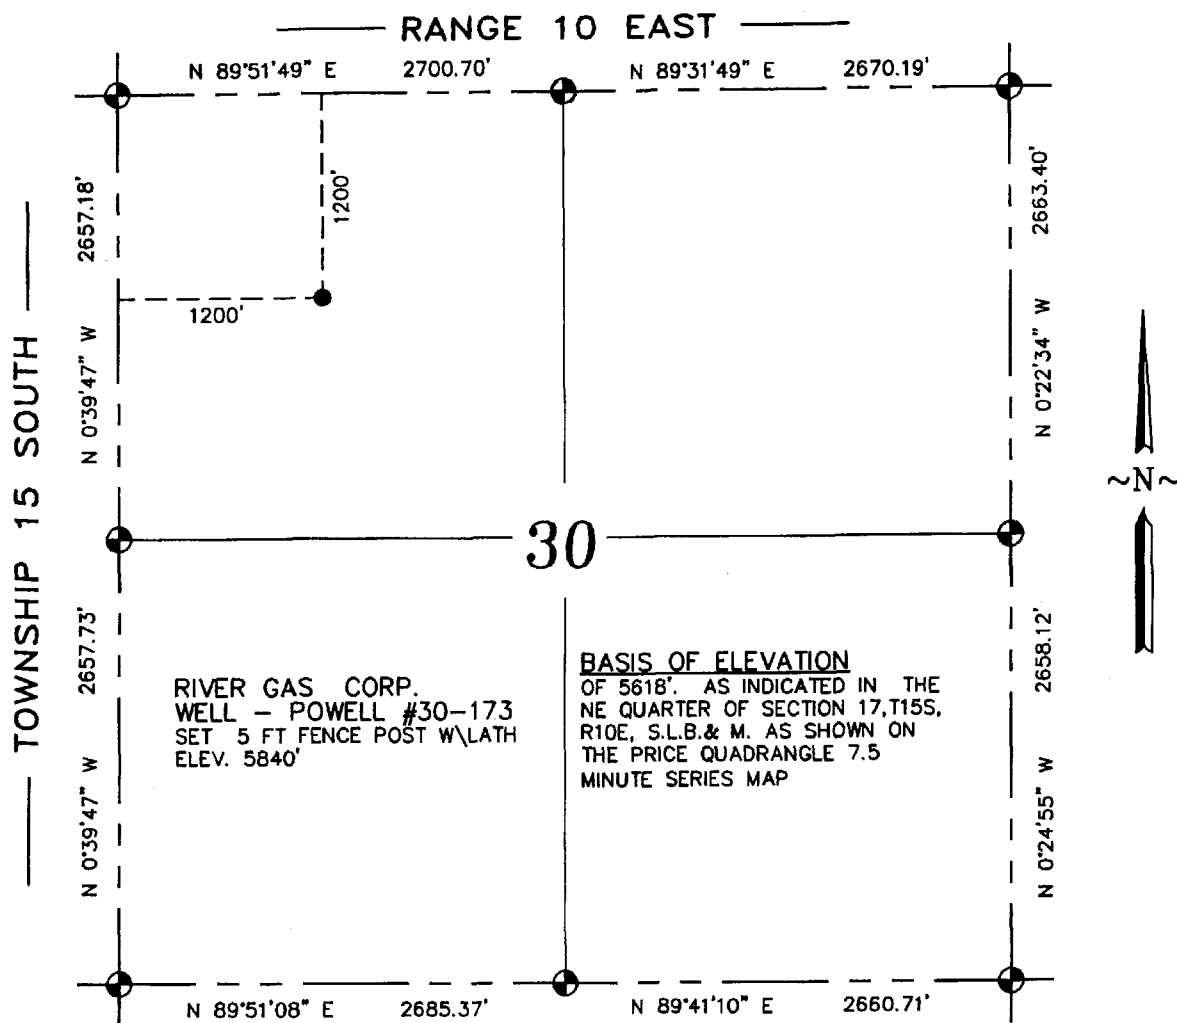 RANGE 10 EAST
N 89°51'49" E 2700.70' N 89°31'49" E 2670.19'
2657.18'
N 0°39'47" W
1200'
1200'
2663.40'
N 0°22'34" W
TOWNSHIP 15 SOUTH
~N~
30
2657.73'
N 0°39'47" W
RIVER GAS CORP.
WELL – POWELL #30–173
SET 5 FT FENCE POST W\LATH
ELEV. 5840'
BASIS OF ELEVATION
OF 5618'. AS INDICATED IN THE
NE QUARTER OF SECTION 17,T15S,
R10E, S.L.B.& M. AS SHOWN ON
THE PRICE QUADRANGLE 7.5
MINUTE SERIES MAP
2658.12'
N 0°24'55" W
N 89°51'08" E 2685.37' N 89°41'10" E 2660.71'